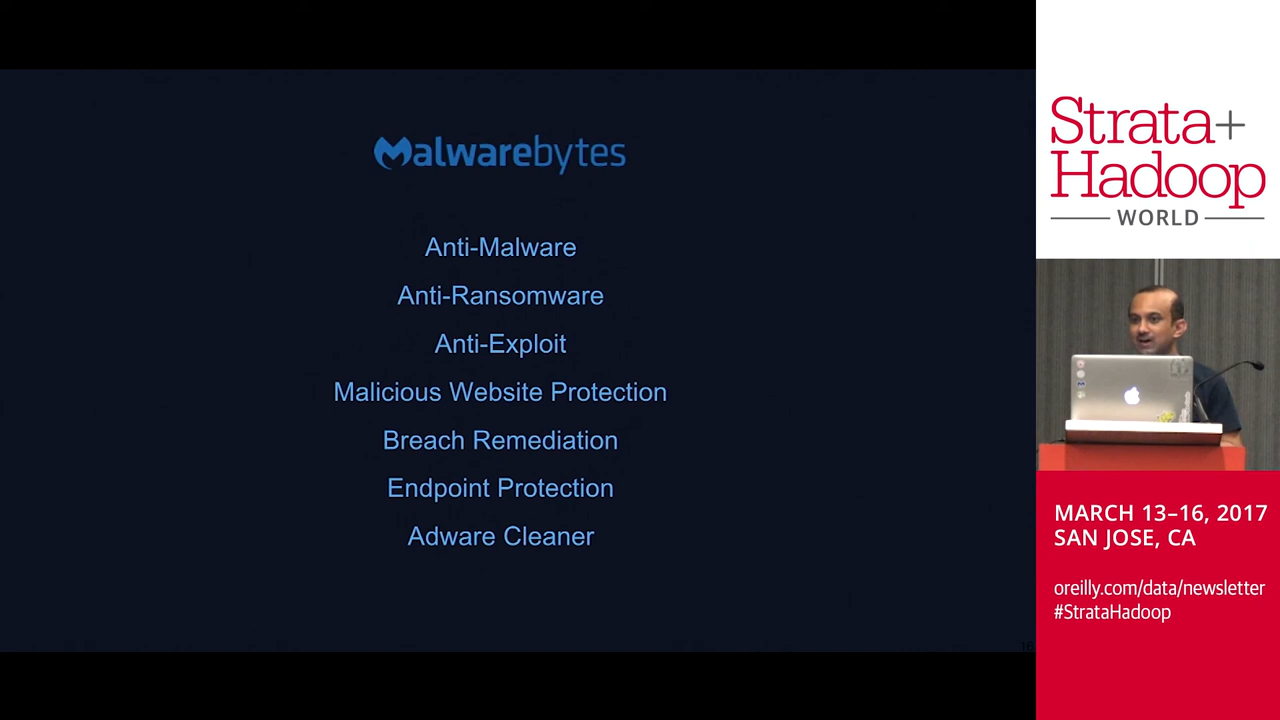 Malwarebytes
Anti-Malware
Anti-Ransomware
Anti-Exploit
Malicious Website Protection
Breach Remediation
Endpoint Protection
Adware Cleaner
Strata+
Hadoop
WORLD
MARCH 13–16, 2017
SAN JOSE, CA
oreilly.com/data/newsletter
#StrataHadoop